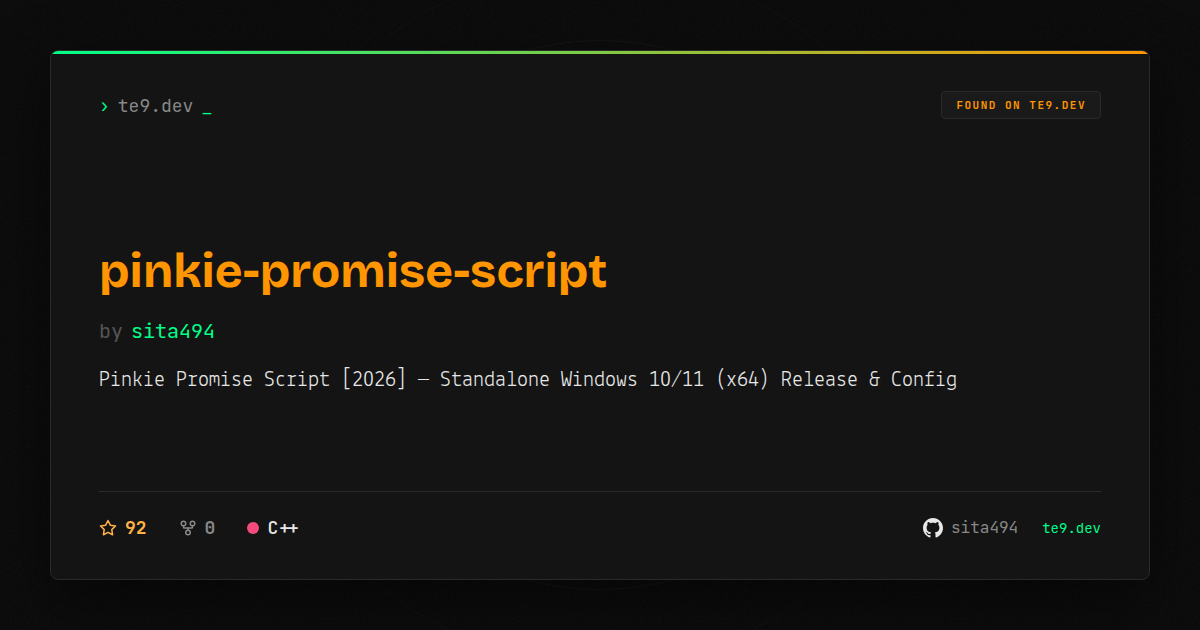 › te9.dev _
FOUND ON TE9.DEV
pinkie-promise-script
by sita494
Pinkie Promise Script [2026] — Standalone Windows 10/11 (x64) Release & Config
92 0 C++
sita494 te9.dev